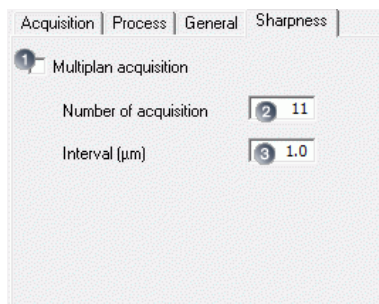 Acquisition Process General Sharpness
1 Multiplan acquisition
Number of acquisition 2 11
Interval (µm) 3 1.0